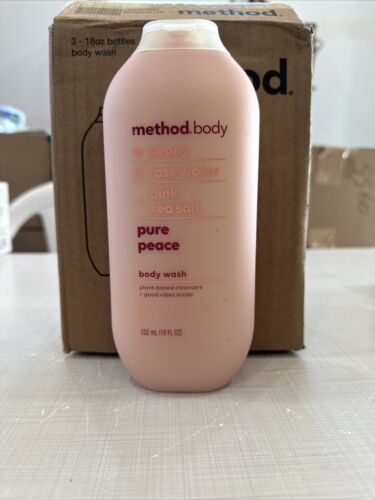 method.
3 - 18oz bottles
body wash
method.
method. body
peony
rose water
pink
sea salt
pure
peace
body wash
plant-based cleansers
+ good vibes inside
532 mL (18 FL OZ)